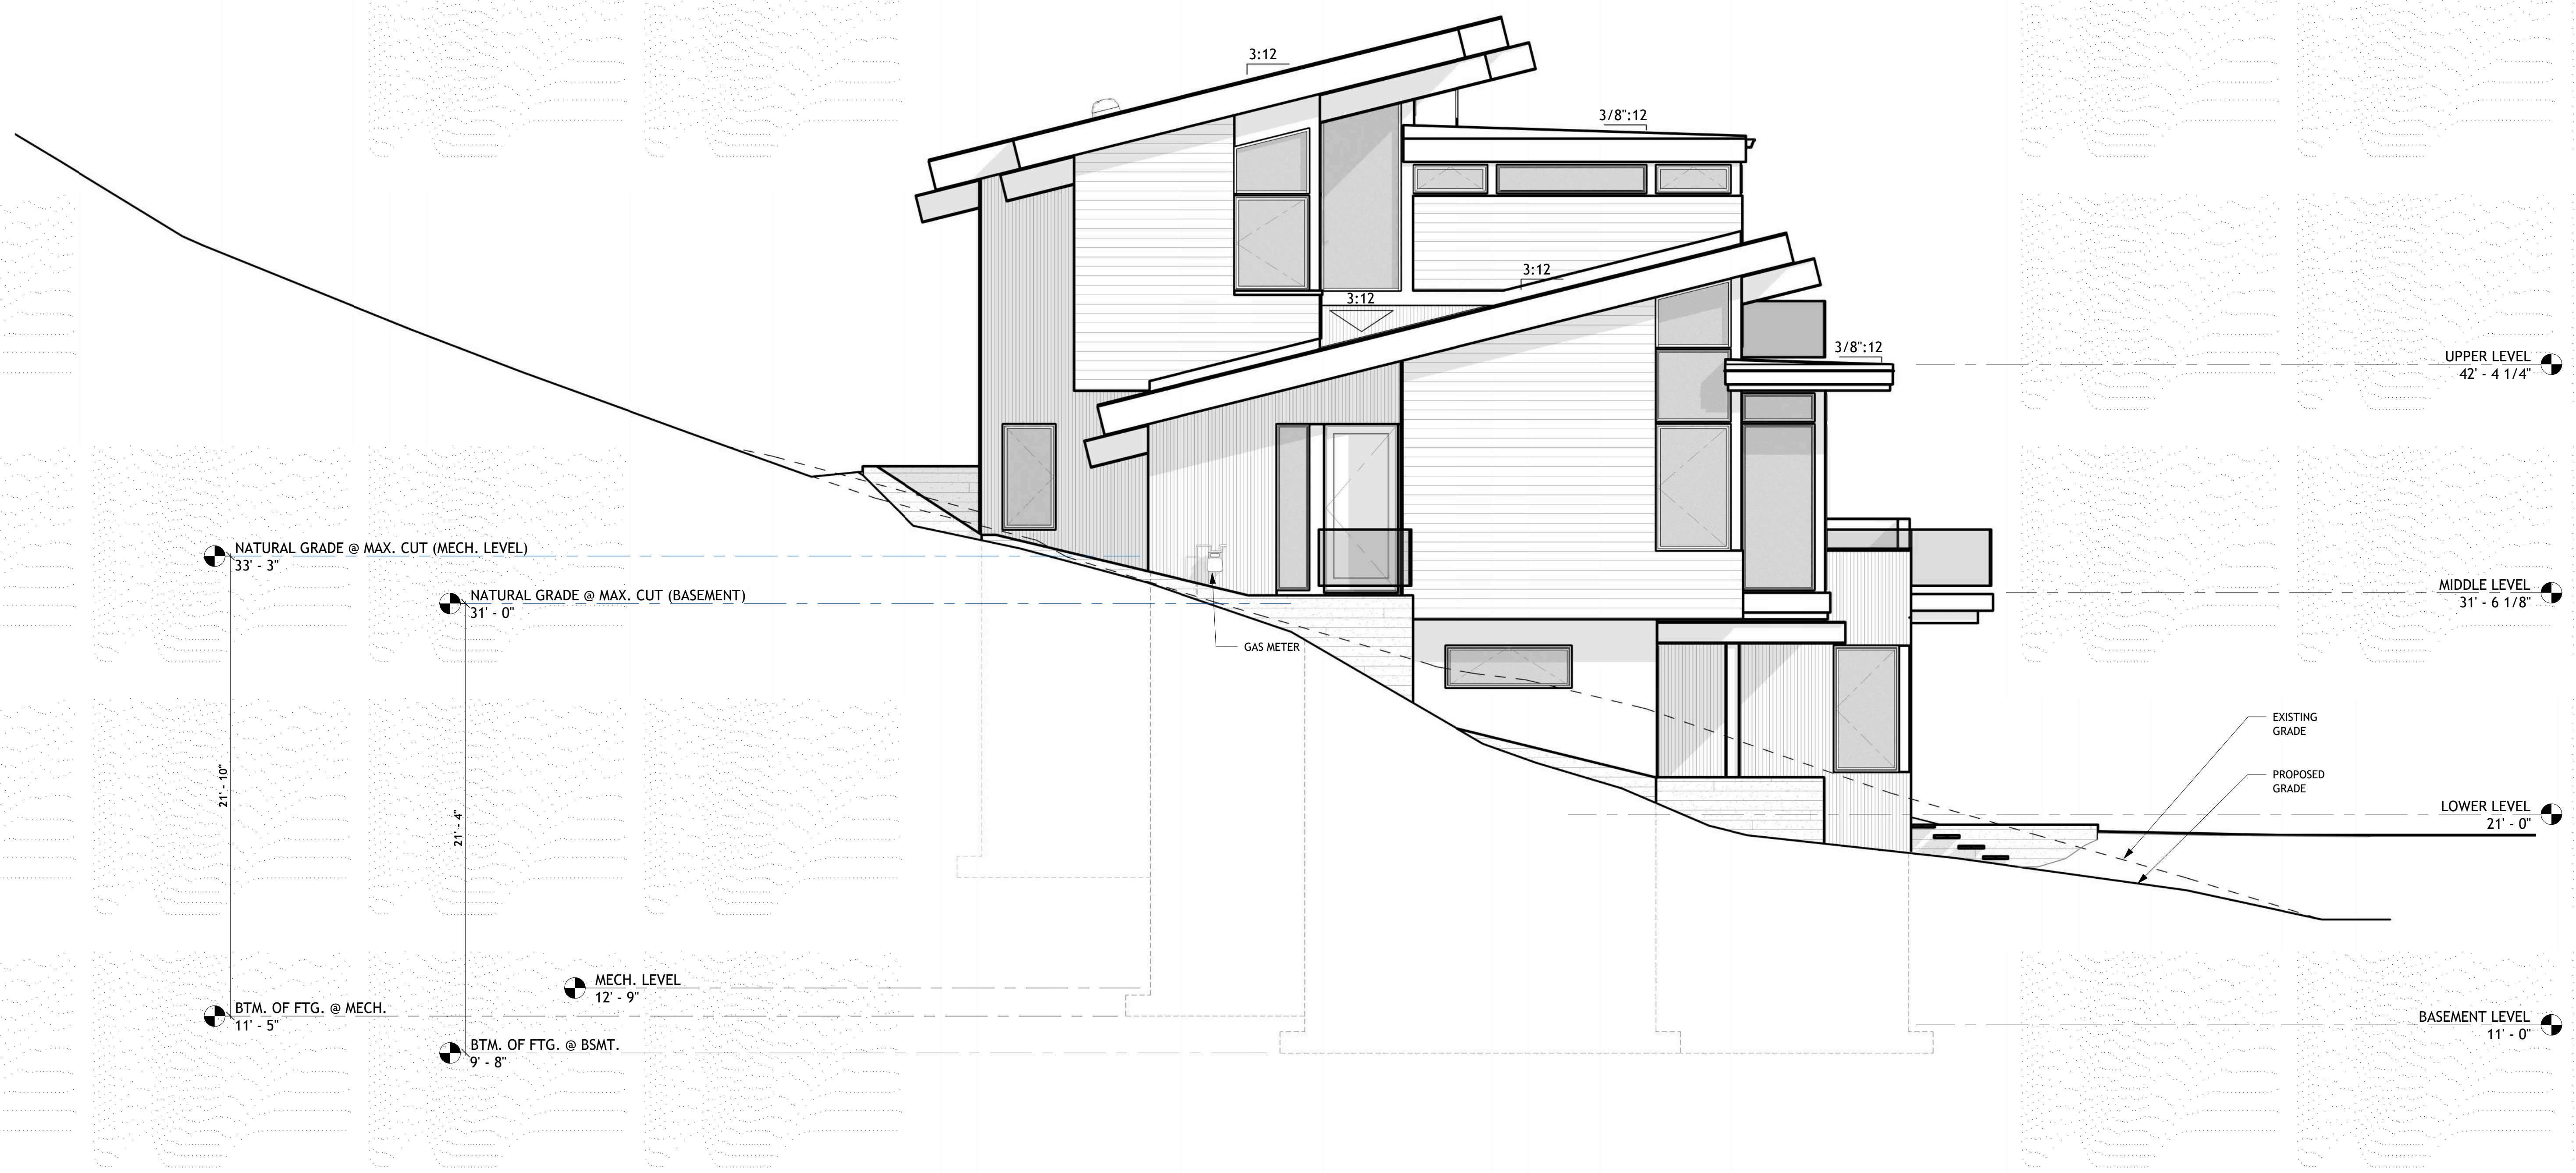 3:12
3/8":12
3:12
3:12
3/8":12
UPPER LEVEL
42' - 4 1/4"
NATURAL GRADE @ MAX. CUT (MECH. LEVEL)
33' - 3"
NATURAL GRADE @ MAX. CUT (BASEMENT)
31' - 0"
MIDDLE LEVEL
31' - 6 1/8"
GAS METER
EXISTING
GRADE
PROPOSED
GRADE
21' - 10"
21' - 4"
LOWER LEVEL
21' - 0"
MECH. LEVEL
12' - 9"
BTM. OF FTG. @ MECH.
11' - 5"
BASEMENT LEVEL
11' - 0"
BTM. OF FTG. @ BSMT.
9' - 8"